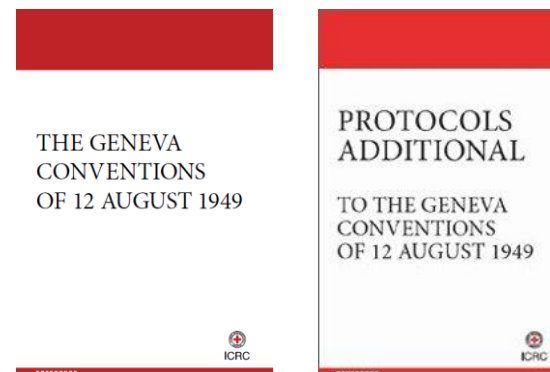 THE GENEVA
CONVENTIONS
OF 12 AUGUST 1949
ICRC
PROTOCOLS
ADDITIONAL
TO THE GENEVA
CONVENTIONS
OF 12 AUGUST 1949
ICRC